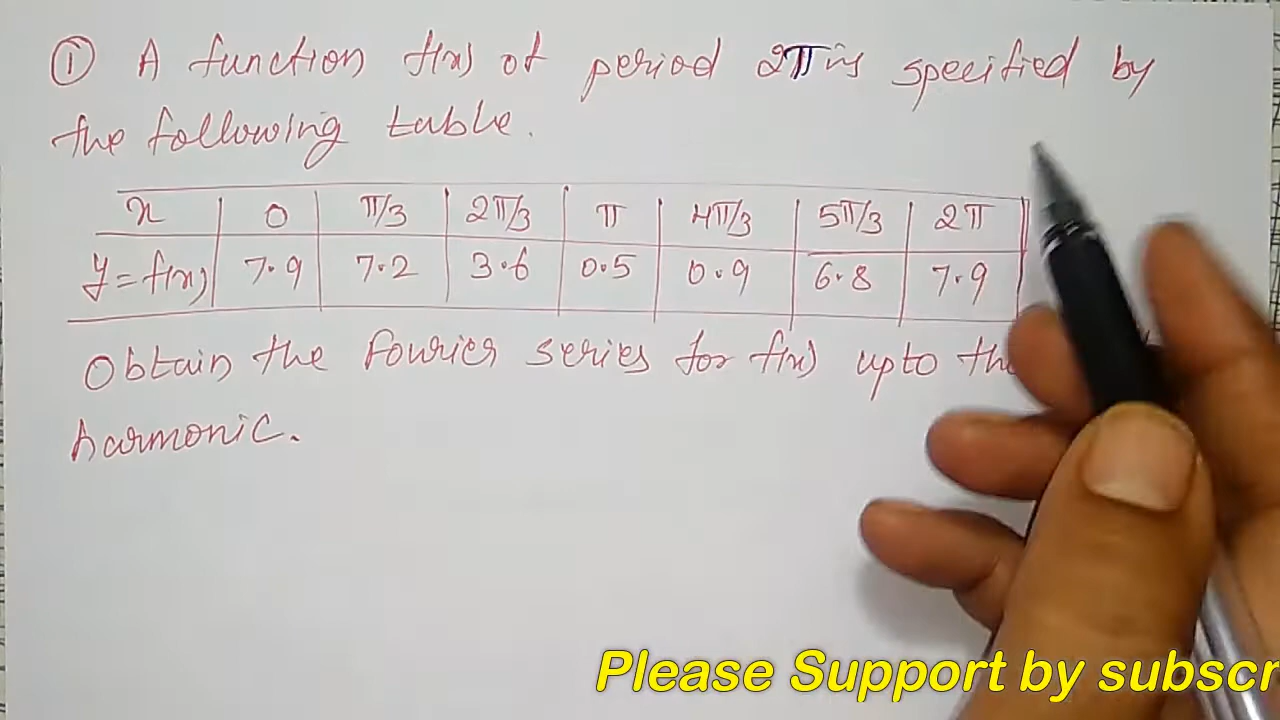 ① A function f(x) of period 2π is specified by
the following table.
x 0 π/3 2π/3 π 4π/3 5π/3 2π
y=f(x) 7.9 7.2 3.6 0.5 0.9 6.8 7.9
Obtain the Fourier series for f(x) upto
harmonic.
Please Support by